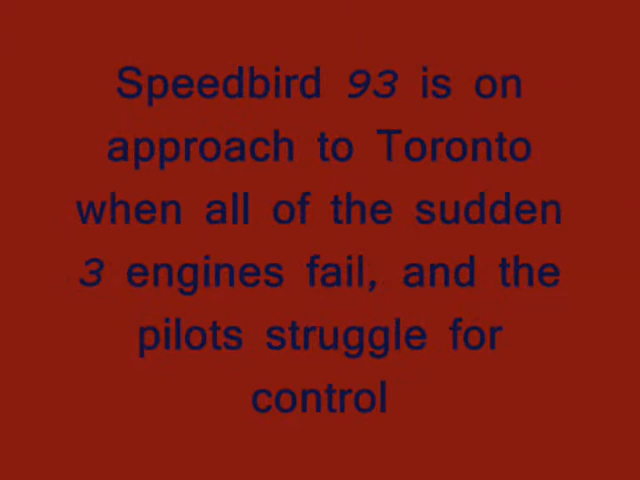 Speedbird 93 is on
approach to Toronto
when all of the sudden
3 engines fail, and the
pilots struggle for
control